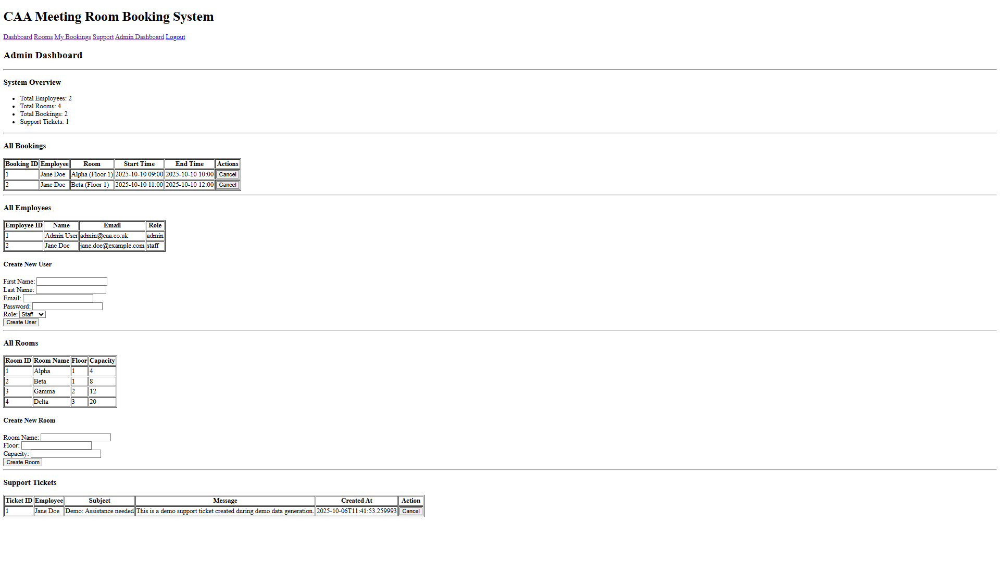 CAA Meeting Room Booking System
Dashboard Rooms My Bookings Support Admin Dashboard Logout
Admin Dashboard
System Overview
• Total Employees: 2
• Total Rooms: 4
• Total Bookings: 2
• Support Tickets: 1
All Bookings
Booking ID Employee Room Start Time End Time Actions
1 Jane Doe Alpha (Floor 1) 2025-10-10 09:00 2025-10-10 10:00 Cancel
2 Jane Doe Beta (Floor 1) 2025-10-10 11:00 2025-10-10 12:00 Cancel
All Employees
Employee ID Name Email Role
1 Admin User admin@caa.co.uk admin
2 Jane Doe jane.doe@example.com staff
Create New User
First Name:
Last Name:
Email:
Password:
Role: Staff
Create User
All Rooms
Room ID Room Name Floor Capacity
1 Alpha 1 4
2 Beta 1 8
3 Gamma 2 12
4 Delta 3 20
Create New Room
Room Name:
Floor:
Capacity:
Create Room
Support Tickets
Ticket ID Employee Subject Message Created At Action
1 Jane Doe Demo: Assistance needed This is a demo support ticket created during demo data generation. 2025-10-06T11:41:53.259993 Cancel